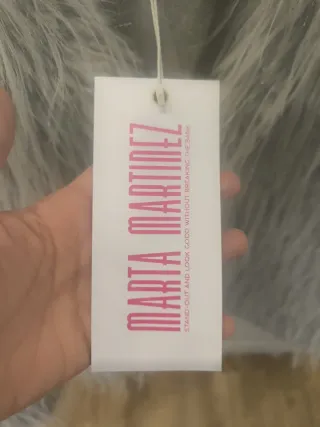 MARTA MARTINEZ
STAND-OUT AND LOOK GOOD WITHOUT BREAKING THE BANK